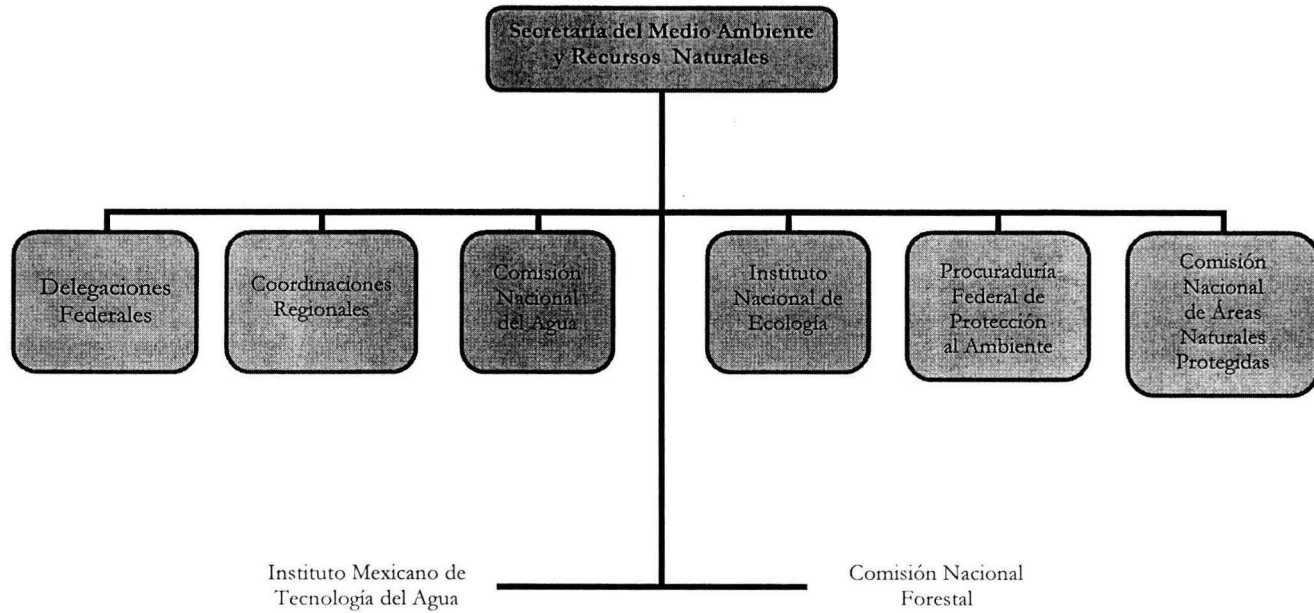 Secretaría del Medio Ambiente
y Recursos Naturales
Delegaciones
Federales
Coordinaciones
Regionales
Comisión
Nacional
del Agua
Instituto
Nacional de
Ecología
Procuraduría
Federal de
Protección
al Ambiente
Comisión
Nacional
de Áreas
Naturales
Protegidas
Instituto Mexicano de
Tecnología del Agua
Comisión Nacional
Forestal